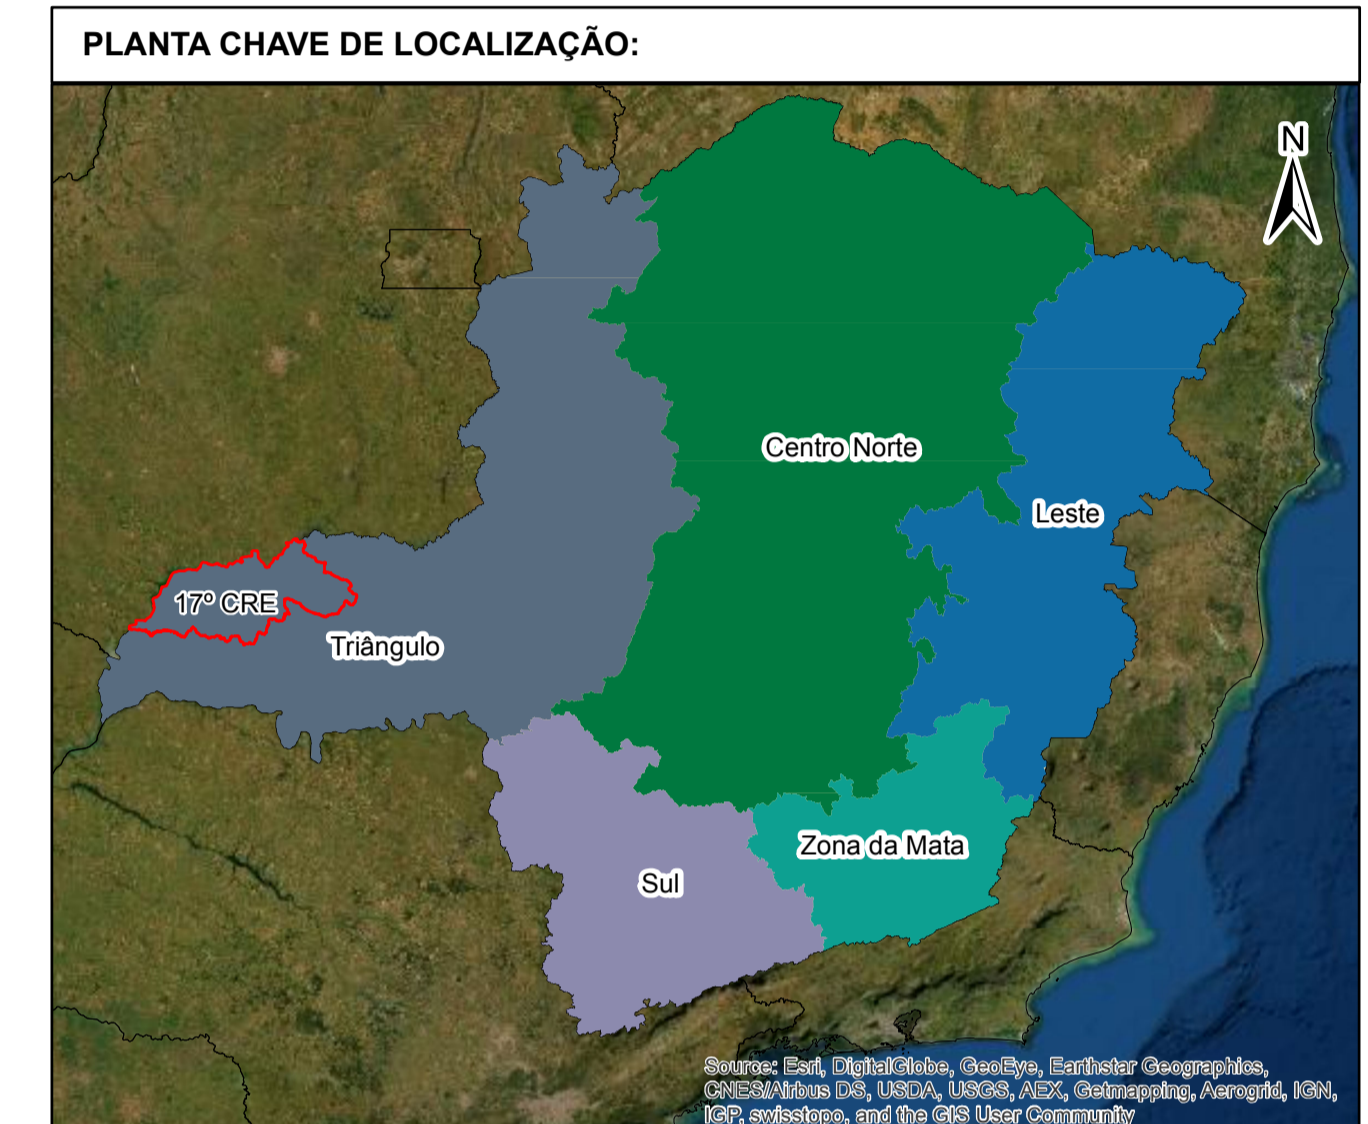 PLANTA CHAVE DE LOCALIZAÇÃO:
N
Centro Norte
Leste
17º CRE
Triângulo
Zona da Mata
Sul
Source: Esri, DigitalGlobe, GeoEye, Earthstar Geographics,
CNES/Airbus DS, USDA, USGS, AEX, Getmapping, Aerogrid, IGN,
IGP, swisstopo, and the GIS User Community